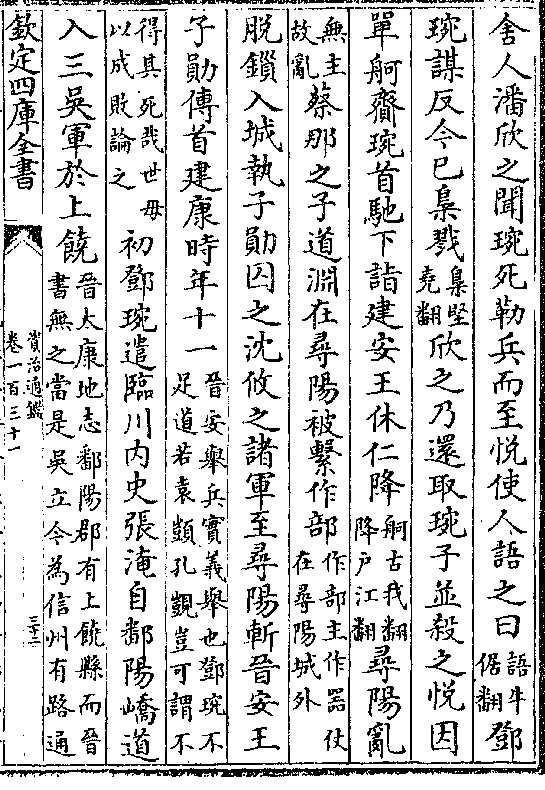 舍人潘欣之聞琬死勒兵而至悅使人語之曰語牛倨翻鄧
琬謀反今已梟戮梟堅堯翻欣之乃還取琬子並殺之悅因
單舸齎琬首馳下詣建安王休仁降舸古我翻降戶江翻尋陽亂
無主故亂蔡那之子道淵在尋陽被繫作部作部主作器仗在尋陽城外
脫鎖入城執子勛囚之沈攸之諸軍至尋陽斬晉安王
子勛傳首建康時年十一晉安舉兵實義舉也鄧琬不足道若袁顗孔覬豈可謂不
得其死哉世毋以成敗論之初鄧琬遣臨川內史張淹自鄱陽嶠道
入三吳軍於上饒晉太康地志鄱陽郡有上饒縣而晉書無之當是吳立今為信州有路通
欽定四庫全書
資治通鑑
卷一百三十一
三十二